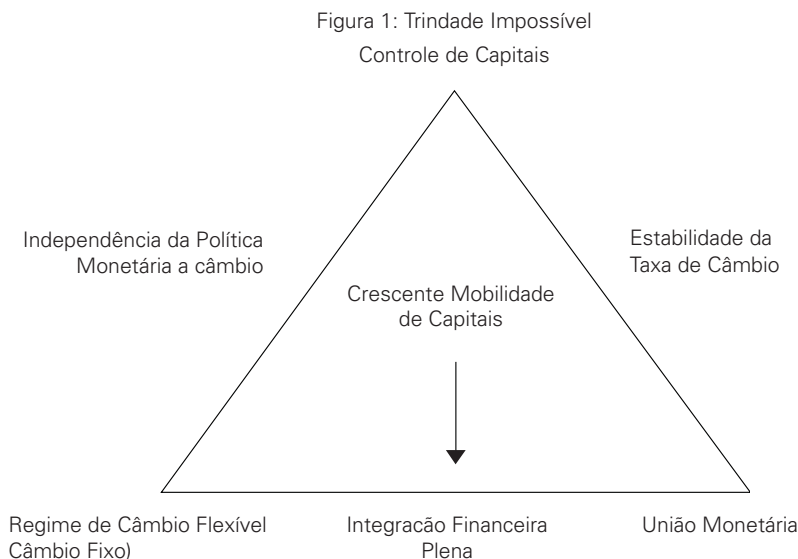 Figura 1: Trindade Impossível
Controle de Capitais
Independência da Política
Monetária a câmbio
Estabilidade da
Taxa de Câmbio
Crescente Mobilidade
de Capitais
Regime de Câmbio Flexível
Câmbio Fixo)
Integracão Financeira
Plena
União Monetária